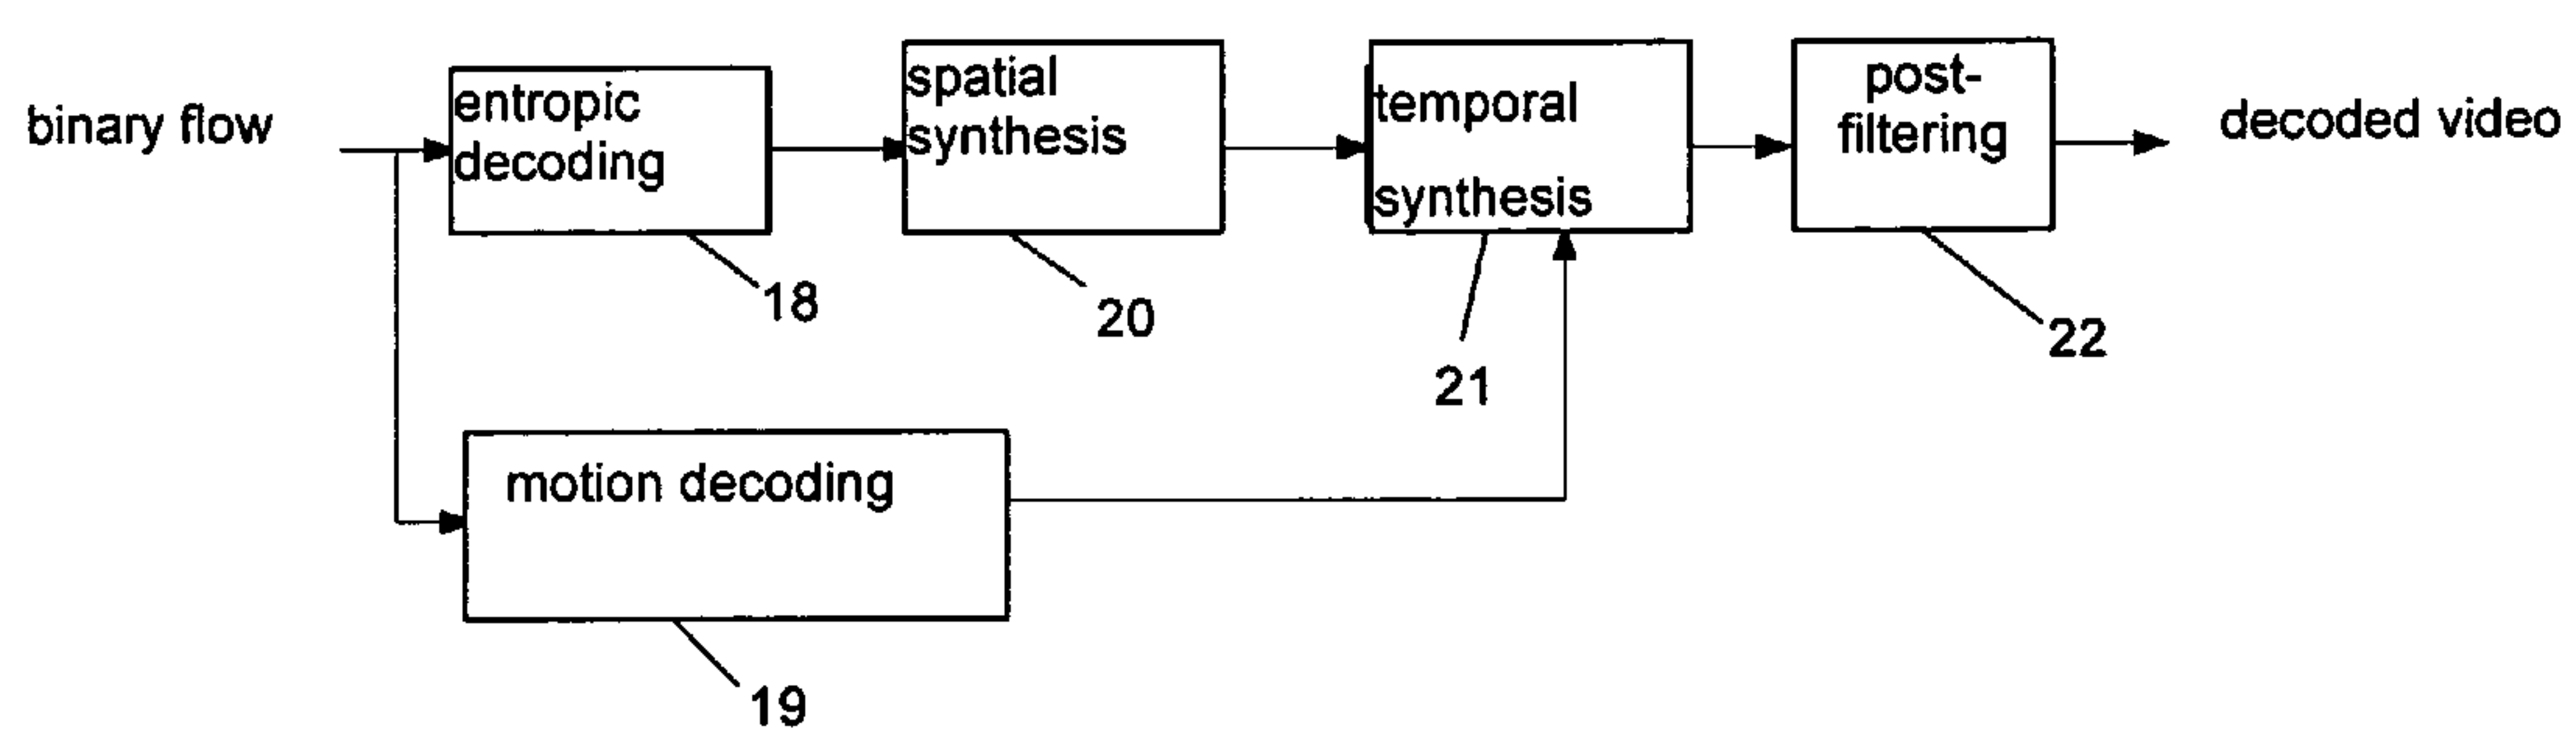 binary flow
entropic
decoding
spatial
synthesis
temporal
synthesis
post-
filtering
decoded video
18
20
21
22
motion decoding
19